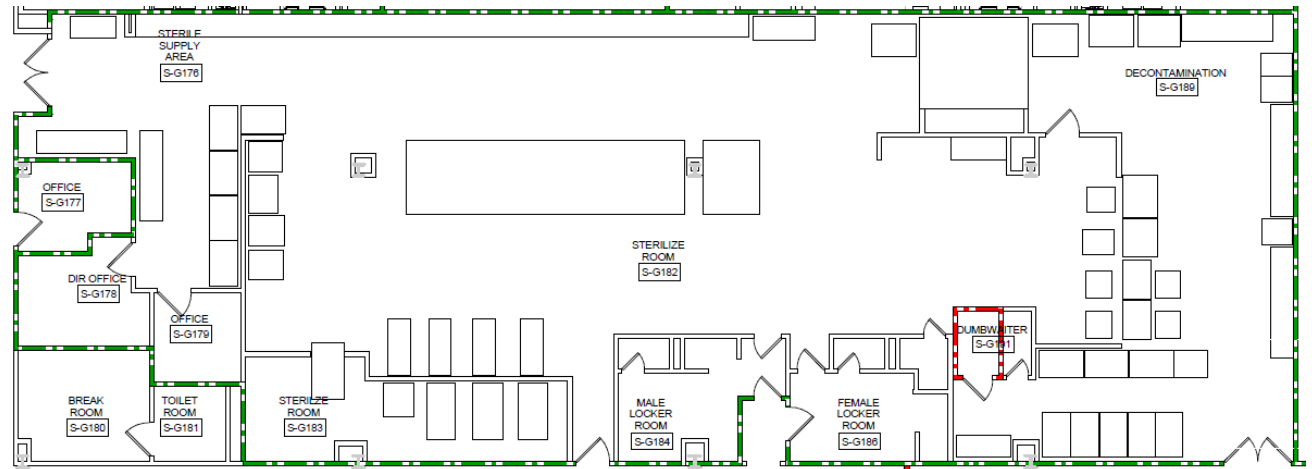 STERILE
SUPPLY
AREA
S-G176
DECONTAMINATION
S-G189
OFFICE
S-G177
STERILIZE
ROOM
S-G182
DIR OFFICE
S-G178
OFFICE
S-G179
DUMBWAITER
S-G191
BREAK
ROOM
S-G180
TOILET
ROOM
S-G181
STERILZE
ROOM
S-G183
MALE
LOCKER
ROOM
S-G184
FEMALE
LOCKER
ROOM
S-G186